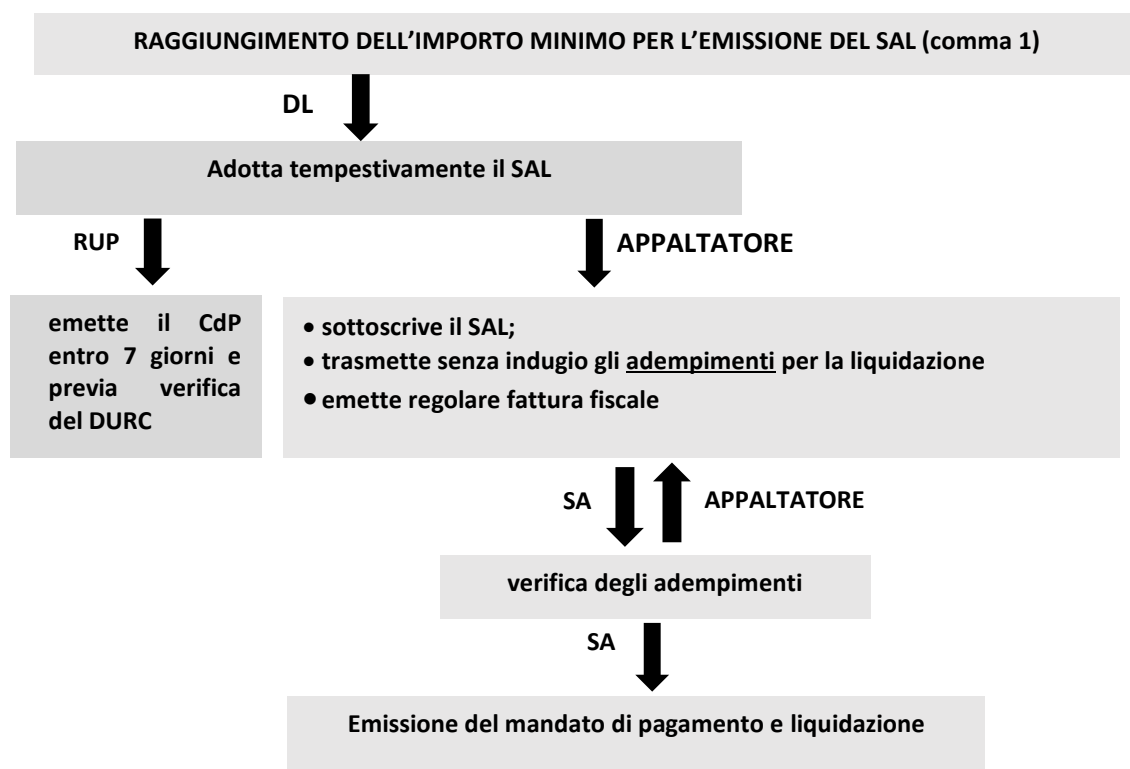 RAGGIUNGIMENTO DELL’IMPORTO MINIMO PER L’EMISSIONE DEL SAL (comma 1)
DL
Adotta tempestivamente il SAL
RUP
APPALTATORE
emette il CdP
entro 7 giorni e
previa verifica
del DURC
• sottoscrive il SAL;
• trasmette senza indugio gli adempimenti per la liquidazione
• emette regolare fattura fiscale
SA
APPALTATORE
verifica degli adempimenti
SA
Emissione del mandato di pagamento e liquidazione